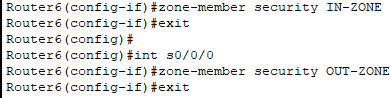 Router6(config-if)#zone-member security IN-ZONE
Router6(config-if)#exit
Router6(config)#
Router6(config)#int s0/0/0
Router6(config-if)#zone-member security OUT-ZONE
Router6(config-if)#exit